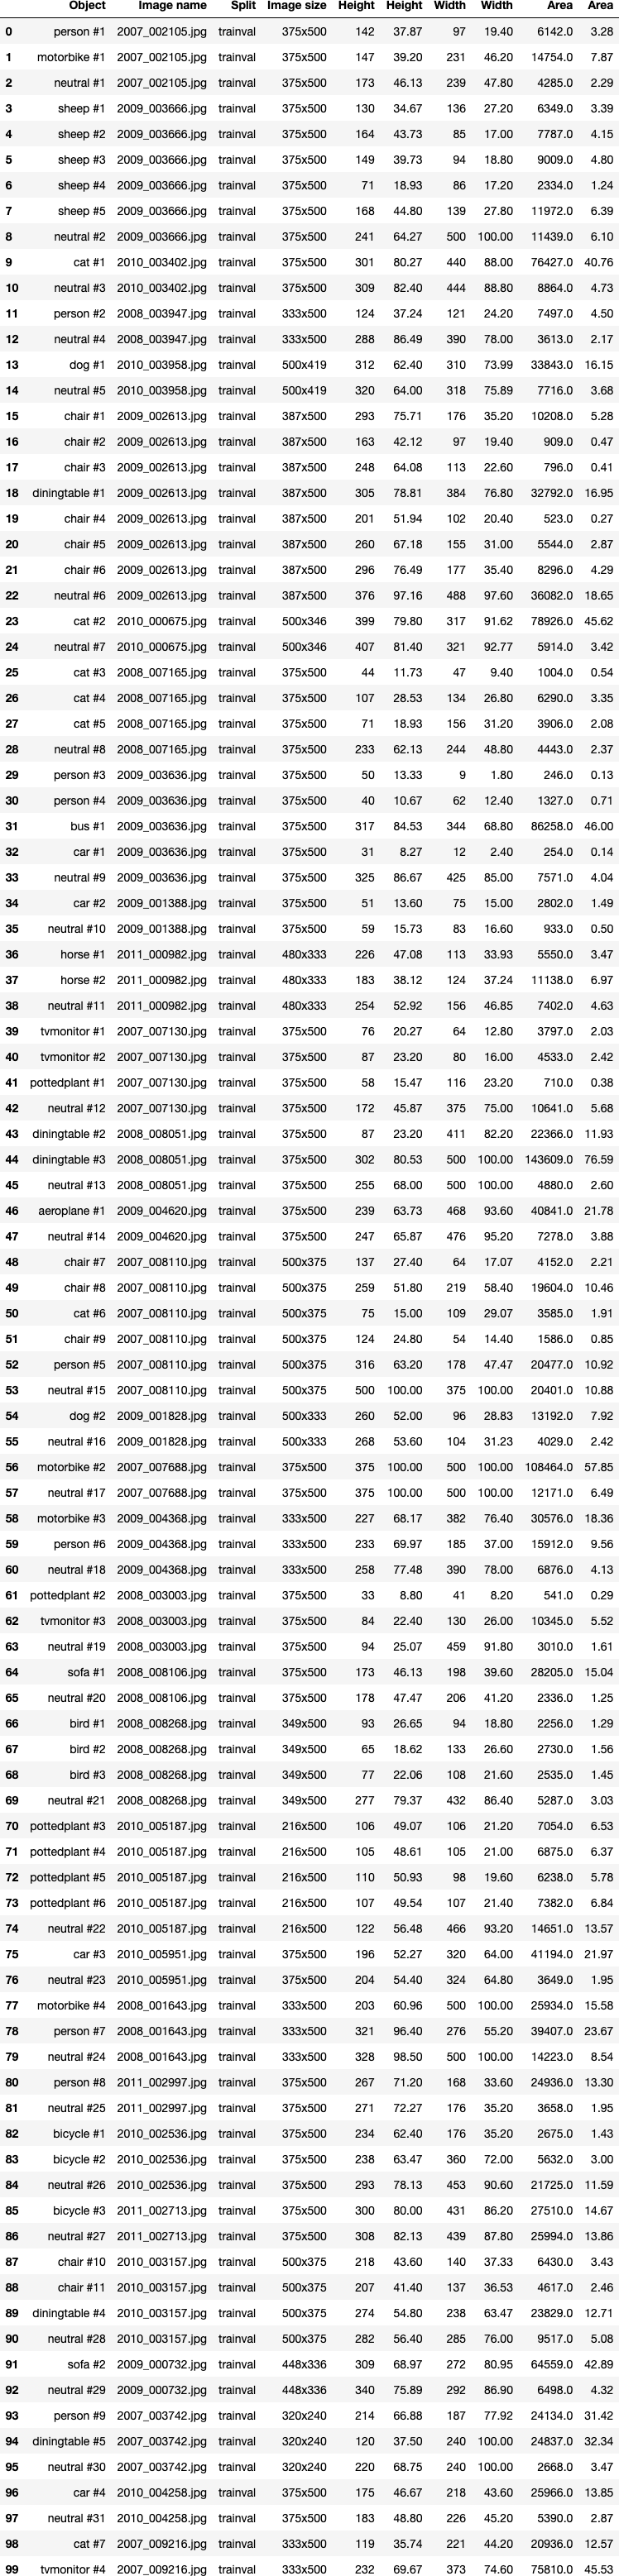 Object Image name Split Image size Height Height Width Width Area Area
0 person #1 2007_002105.jpg trainval 375x500 142 37.87 97 19.40 6142.0 3.28
1 motorbike #1 2007_002105.jpg trainval 375x500 147 39.20 231 46.20 14754.0 7.87
2 neutral #1 2007_002105.jpg trainval 375x500 173 46.13 239 47.80 4285.0 2.29
3 sheep #1 2009_003666.jpg trainval 375x500 130 34.67 136 27.20 6349.0 3.39
4 sheep #2 2009_003666.jpg trainval 375x500 164 43.73 85 17.00 7787.0 4.15
5 sheep #3 2009_003666.jpg trainval 375x500 149 39.73 94 18.80 9009.0 4.80
6 sheep #4 2009_003666.jpg trainval 375x500 71 18.93 86 17.20 2334.0 1.24
7 sheep #5 2009_003666.jpg trainval 375x500 168 44.80 139 27.80 11972.0 6.39
8 neutral #2 2009_003666.jpg trainval 375x500 241 64.27 500 100.00 11439.0 6.10
9 cat #1 2010_003402.jpg trainval 375x500 301 80.27 440 88.00 76427.0 40.76
10 neutral #3 2010_003402.jpg trainval 375x500 309 82.40 444 88.80 8864.0 4.73
11 person #2 2008_003947.jpg trainval 333x500 124 37.24 121 24.20 7497.0 4.50
12 neutral #4 2008_003947.jpg trainval 333x500 288 86.49 390 78.00 3613.0 2.17
13 dog #1 2010_003958.jpg trainval 500x419 312 62.40 310 73.99 33843.0 16.15
14 neutral #5 2010_003958.jpg trainval 500x419 320 64.00 318 75.89 7716.0 3.68
15 chair #1 2009_002613.jpg trainval 387x500 293 75.71 176 35.20 10208.0 5.28
16 chair #2 2009_002613.jpg trainval 387x500 163 42.12 97 19.40 909.0 0.47
17 chair #3 2009_002613.jpg trainval 387x500 248 64.08 113 22.60 796.0 0.41
18 diningtable #1 2009_002613.jpg trainval 387x500 305 78.81 384 76.80 32792.0 16.95
19 chair #4 2009_002613.jpg trainval 387x500 201 51.94 102 20.40 523.0 0.27
20 chair #5 2009_002613.jpg trainval 387x500 260 67.18 155 31.00 5544.0 2.87
21 chair #6 2009_002613.jpg trainval 387x500 296 76.49 177 35.40 8296.0 4.29
22 neutral #6 2009_002613.jpg trainval 387x500 376 97.16 488 97.60 36082.0 18.65
23 cat #2 2010_000675.jpg trainval 500x346 399 79.80 317 91.62 78926.0 45.62
24 neutral #7 2010_000675.jpg trainval 500x346 407 81.40 321 92.77 5914.0 3.42
25 cat #3 2008_007165.jpg trainval 375x500 44 11.73 47 9.40 1004.0 0.54
26 cat #4 2008_007165.jpg trainval 375x500 107 28.53 134 26.80 6290.0 3.35
27 cat #5 2008_007165.jpg trainval 375x500 71 18.93 156 31.20 3906.0 2.08
28 neutral #8 2008_007165.jpg trainval 375x500 233 62.13 244 48.80 4443.0 2.37
29 person #3 2009_003636.jpg trainval 375x500 50 13.33 9 1.80 246.0 0.13
30 person #4 2009_003636.jpg trainval 375x500 40 10.67 62 12.40 1327.0 0.71
31 bus #1 2009_003636.jpg trainval 375x500 317 84.53 344 68.80 86258.0 46.00
32 car #1 2009_003636.jpg trainval 375x500 31 8.27 12 2.40 254.0 0.14
33 neutral #9 2009_003636.jpg trainval 375x500 325 86.67 425 85.00 7571.0 4.04
34 car #2 2009_001388.jpg trainval 375x500 51 13.60 75 15.00 2802.0 1.49
35 neutral #10 2009_001388.jpg trainval 375x500 59 15.73 83 16.60 933.0 0.50
36 horse #1 2011_000982.jpg trainval 480x333 226 47.08 113 33.93 5550.0 3.47
37 horse #2 2011_000982.jpg trainval 480x333 183 38.12 124 37.24 11138.0 6.97
38 neutral #11 2011_000982.jpg trainval 480x333 254 52.92 156 46.85 7402.0 4.63
39 tvmonitor #1 2007_007130.jpg trainval 375x500 76 20.27 64 12.80 3797.0 2.03
40 tvmonitor #2 2007_007130.jpg trainval 375x500 87 23.20 80 16.00 4533.0 2.42
41 pottedplant #1 2007_007130.jpg trainval 375x500 58 15.47 116 23.20 710.0 0.38
42 neutral #12 2007_007130.jpg trainval 375x500 172 45.87 375 75.00 10641.0 5.68
43 diningtable #2 2008_008051.jpg trainval 375x500 87 23.20 411 82.20 22366.0 11.93
44 diningtable #3 2008_008051.jpg trainval 375x500 302 80.53 500 100.00 143609.0 76.59
45 neutral #13 2008_008051.jpg trainval 375x500 255 68.00 500 100.00 4880.0 2.60
46 aeroplane #1 2009_004620.jpg trainval 375x500 239 63.73 468 93.60 40841.0 21.78
47 neutral #14 2009_004620.jpg trainval 375x500 247 65.87 476 95.20 7278.0 3.88
48 chair #7 2007_008110.jpg trainval 500x375 137 27.40 64 17.07 4152.0 2.21
49 chair #8 2007_008110.jpg trainval 500x375 259 51.80 219 58.40 19604.0 10.46
50 cat #6 2007_008110.jpg trainval 500x375 75 15.00 109 29.07 3585.0 1.91
51 chair #9 2007_008110.jpg trainval 500x375 124 24.80 54 14.40 1586.0 0.85
52 person #5 2007_008110.jpg trainval 500x375 316 63.20 178 47.47 20477.0 10.92
53 neutral #15 2007_008110.jpg trainval 500x375 500 100.00 375 100.00 20401.0 10.88
54 dog #2 2009_001828.jpg trainval 500x333 260 52.00 96 28.83 13192.0 7.92
55 neutral #16 2009_001828.jpg trainval 500x333 268 53.60 104 31.23 4029.0 2.42
56 motorbike #2 2007_007688.jpg trainval 375x500 375 100.00 500 100.00 108464.0 57.85
57 neutral #17 2007_007688.jpg trainval 375x500 375 100.00 500 100.00 12171.0 6.49
58 motorbike #3 2009_004368.jpg trainval 333x500 227 68.17 382 76.40 30576.0 18.36
59 person #6 2009_004368.jpg trainval 333x500 233 69.97 185 37.00 15912.0 9.56
60 neutral #18 2009_004368.jpg trainval 333x500 258 77.48 390 78.00 6876.0 4.13
61 pottedplant #2 2008_003003.jpg trainval 375x500 33 8.80 41 8.20 541.0 0.29
62 tvmonitor #3 2008_003003.jpg trainval 375x500 84 22.40 130 26.00 10345.0 5.52
63 neutral #19 2008_003003.jpg trainval 375x500 94 25.07 459 91.80 3010.0 1.61
64 sofa #1 2008_008106.jpg trainval 375x500 173 46.13 198 39.60 28205.0 15.04
65 neutral #20 2008_008106.jpg trainval 375x500 178 47.47 206 41.20 2336.0 1.25
66 bird #1 2008_008268.jpg trainval 349x500 93 26.65 94 18.80 2256.0 1.29
67 bird #2 2008_008268.jpg trainval 349x500 65 18.62 133 26.60 2730.0 1.56
68 bird #3 2008_008268.jpg trainval 349x500 77 22.06 108 21.60 2535.0 1.45
69 neutral #21 2008_008268.jpg trainval 349x500 277 79.37 432 86.40 5287.0 3.03
70 pottedplant #3 2010_005187.jpg trainval 216x500 106 49.07 106 21.20 7054.0 6.53
71 pottedplant #4 2010_005187.jpg trainval 216x500 105 48.61 105 21.00 6875.0 6.37
72 pottedplant #5 2010_005187.jpg trainval 216x500 110 50.93 98 19.60 6238.0 5.78
73 pottedplant #6 2010_005187.jpg trainval 216x500 107 49.54 107 21.40 7382.0 6.84
74 neutral #22 2010_005187.jpg trainval 216x500 122 56.48 466 93.20 14651.0 13.57
75 car #3 2010_005951.jpg trainval 375x500 196 52.27 320 64.00 41194.0 21.97
76 neutral #23 2010_005951.jpg trainval 375x500 204 54.40 324 64.80 3649.0 1.95
77 motorbike #4 2008_001643.jpg trainval 333x500 203 60.96 500 100.00 25934.0 15.58
78 person #7 2008_001643.jpg trainval 333x500 321 96.40 276 55.20 39407.0 23.67
79 neutral #24 2008_001643.jpg trainval 333x500 328 98.50 500 100.00 14223.0 8.54
80 person #8 2011_002997.jpg trainval 375x500 267 71.20 168 33.60 24936.0 13.30
81 neutral #25 2011_002997.jpg trainval 375x500 271 72.27 176 35.20 3658.0 1.95
82 bicycle #1 2010_002536.jpg trainval 375x500 234 62.40 176 35.20 2675.0 1.43
83 bicycle #2 2010_002536.jpg trainval 375x500 238 63.47 360 72.00 5632.0 3.00
84 neutral #26 2010_002536.jpg trainval 375x500 293 78.13 453 90.60 21725.0 11.59
85 bicycle #3 2011_002713.jpg trainval 375x500 300 80.00 431 86.20 27510.0 14.67
86 neutral #27 2011_002713.jpg trainval 375x500 308 82.13 439 87.80 25994.0 13.86
87 chair #10 2010_003157.jpg trainval 500x375 218 43.60 140 37.33 6430.0 3.43
88 chair #11 2010_003157.jpg trainval 500x375 207 41.40 137 36.53 4617.0 2.46
89 diningtable #4 2010_003157.jpg trainval 500x375 274 54.80 238 63.47 23829.0 12.71
90 neutral #28 2010_003157.jpg trainval 500x375 282 56.40 285 76.00 9517.0 5.08
91 sofa #2 2009_000732.jpg trainval 448x336 309 68.97 272 80.95 64559.0 42.89
92 neutral #29 2009_000732.jpg trainval 448x336 340 75.89 292 86.90 6498.0 4.32
93 person #9 2007_003742.jpg trainval 320x240 214 66.88 187 77.92 24134.0 31.42
94 diningtable #5 2007_003742.jpg trainval 320x240 120 37.50 240 100.00 24837.0 32.34
95 neutral #30 2007_003742.jpg trainval 320x240 220 68.75 240 100.00 2668.0 3.47
96 car #4 2010_004258.jpg trainval 375x500 175 46.67 218 43.60 25966.0 13.85
97 neutral #31 2010_004258.jpg trainval 375x500 183 48.80 226 45.20 5390.0 2.87
98 cat #7 2007_009216.jpg trainval 333x500 119 35.74 221 44.20 20936.0 12.57
99 tvmonitor #4 2007_009216.jpg trainval 333x500 232 69.67 373 74.60 75810.0 45.53